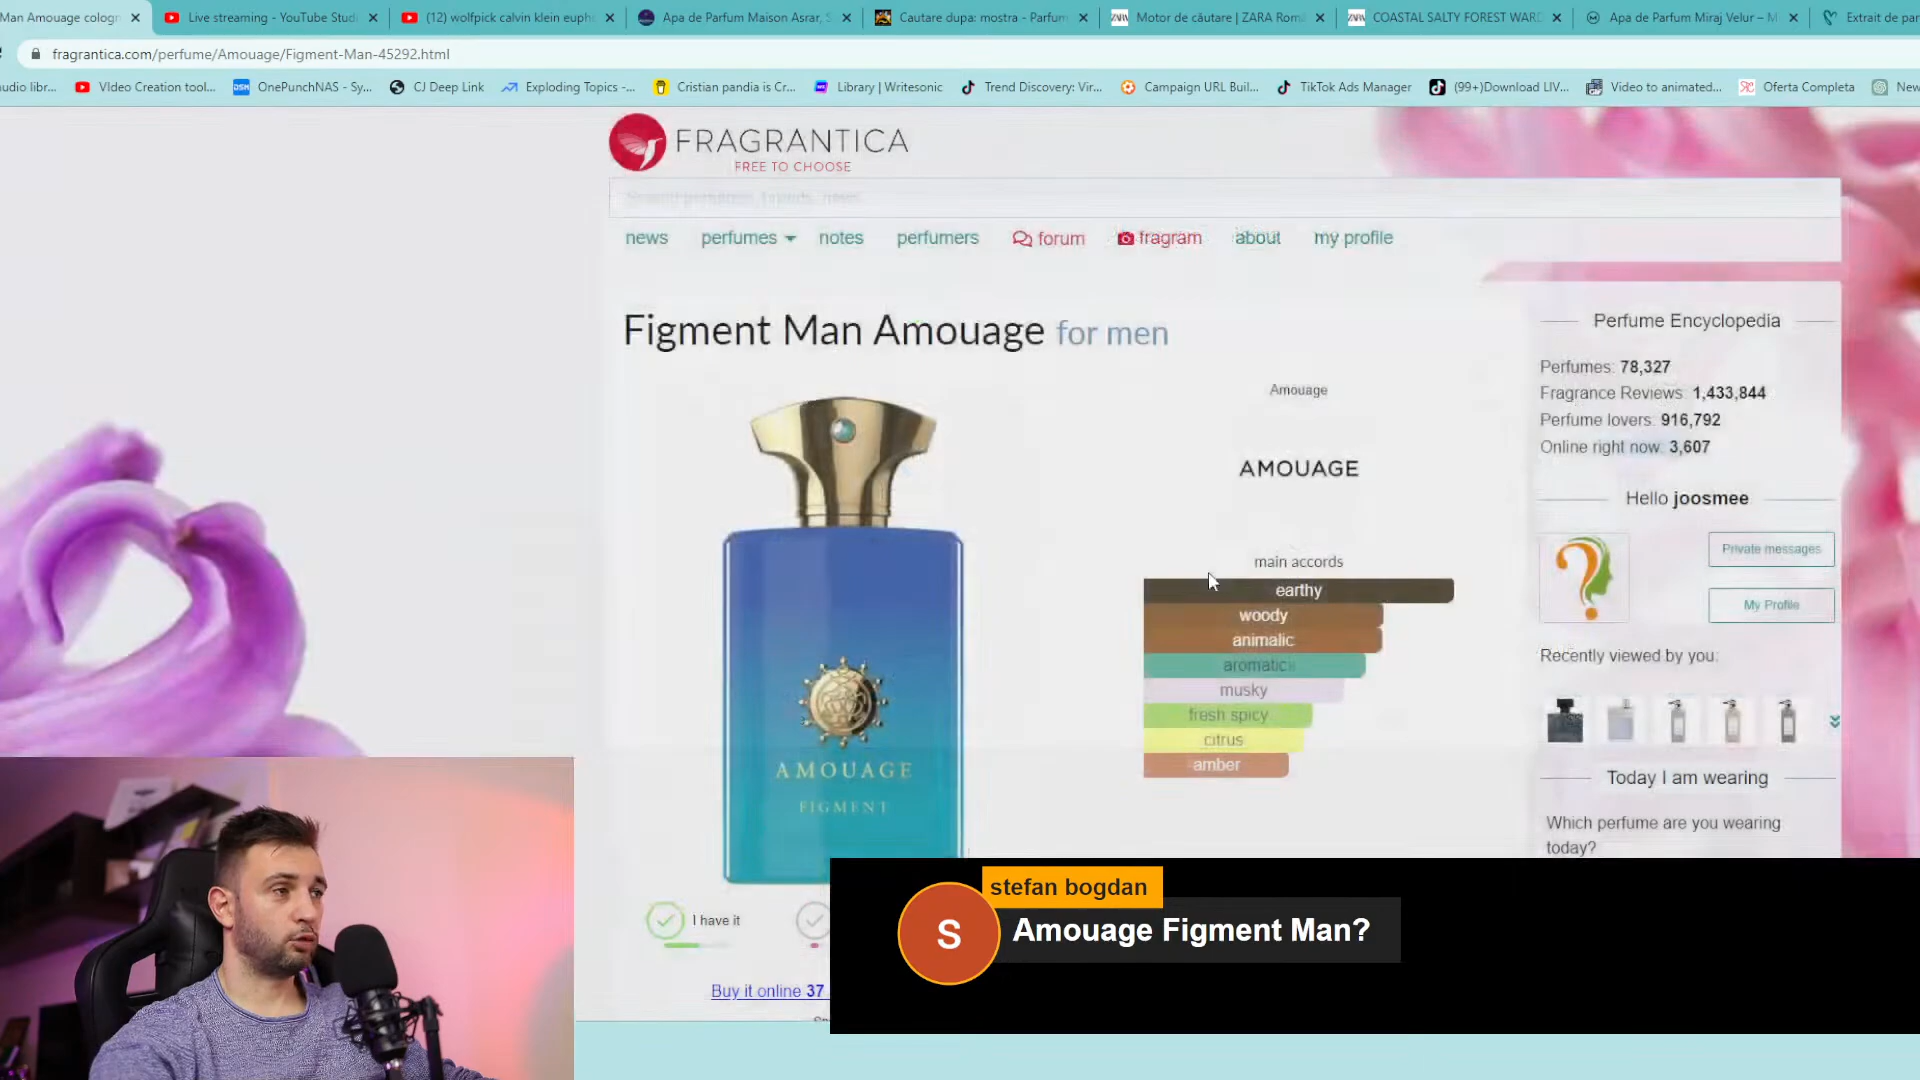 Man Amouage cologn
Live streaming - YouTube Studi
(12) wolfpick calvin klein euph
Apa de Parfum Maison Asrar, S
Cautare dupa: mostra - Parfum
Motor de căutare | ZARA Rom
COASTAL SALTY FOREST WARD
Apa de Parfum Miraj Velur – M
Extrait de par
fragrantica.com/perfume/Amouage/Figment-Man-45292.html
udio libr...
VIdeo Creation tool...
OnePunchNAS - Sy...
CJ Deep Link
Exploding Topics -...
Cristian pandia is Cr...
Library | Writesonic
Trend Discovery: Vir...
Campaign URL Buil...
TikTok Ads Manager
(99+)Download LIV...
Video to animated...
Oferta Completa
New
FRAGRANTICA
FREE TO CHOOSE
news perfumes notes perfumers forum fragram about my profile
Figment Man Amouage for men
Amouage
AMOUAGE
main accords
earthy
woody
animalic
aromatic
musky
fresh spicy
citrus
amber
AMOUAGE
FIGMENT
I have it
Buy it online 37
Perfume Encyclopedia
Perfumes: 78,327
Fragrance Reviews: 1,433,844
Perfume lovers: 916,792
Online right now: 3,607
Hello joosmee
Private messages
My Profile
Recently viewed by you:
Today I am wearing
Which perfume are you wearing
today?
stefan bogdan
S
Amouage Figment Man?